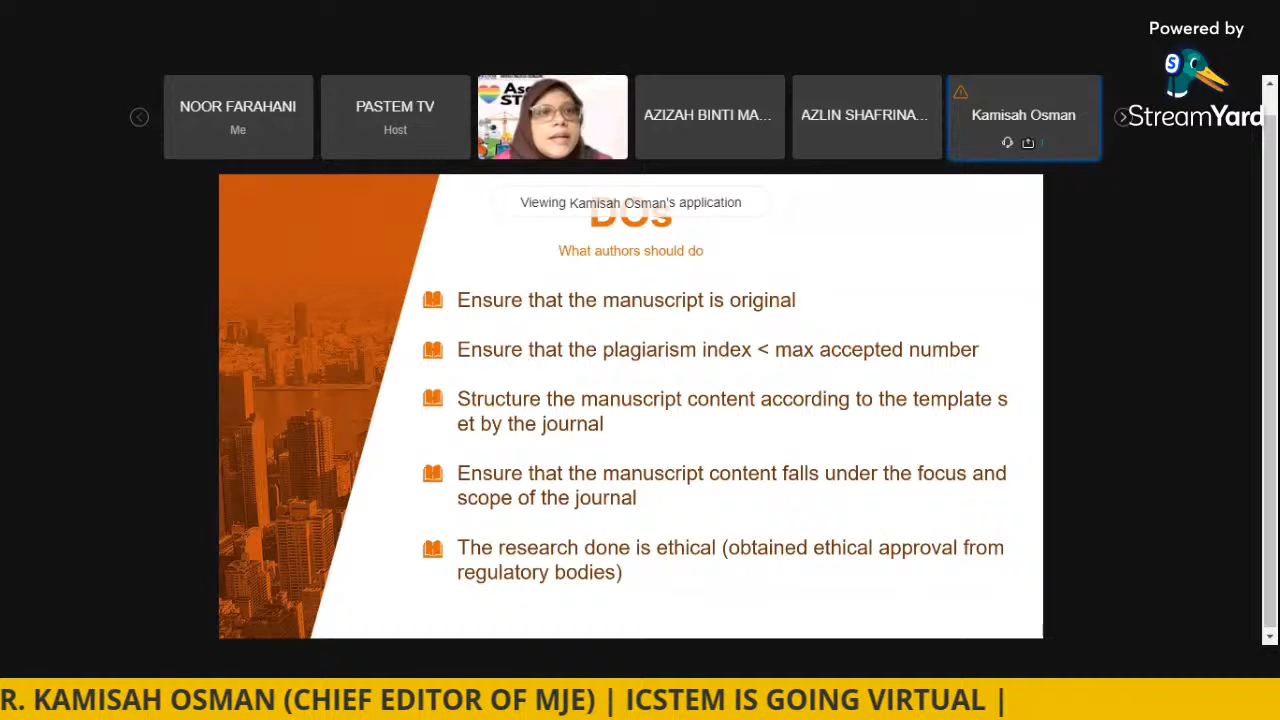 Powered by
S
StreamYard
NOOR FARAHANI
Me
PASTEM TV
Host
AZIZAH BINTI MA...
AZLIN SHAFRINA...
Kamisah Osman
Viewing Kamisah Osman's application
DOs
What authors should do
Ensure that the manuscript is original
Ensure that the plagiarism index < max accepted number
Structure the manuscript content according to the template s
et by the journal
Ensure that the manuscript content falls under the focus and
scope of the journal
The research done is ethical (obtained ethical approval from
regulatory bodies)
R. KAMISAH OSMAN (CHIEF EDITOR OF MJE) | ICSTEM IS GOING VIRTUAL |